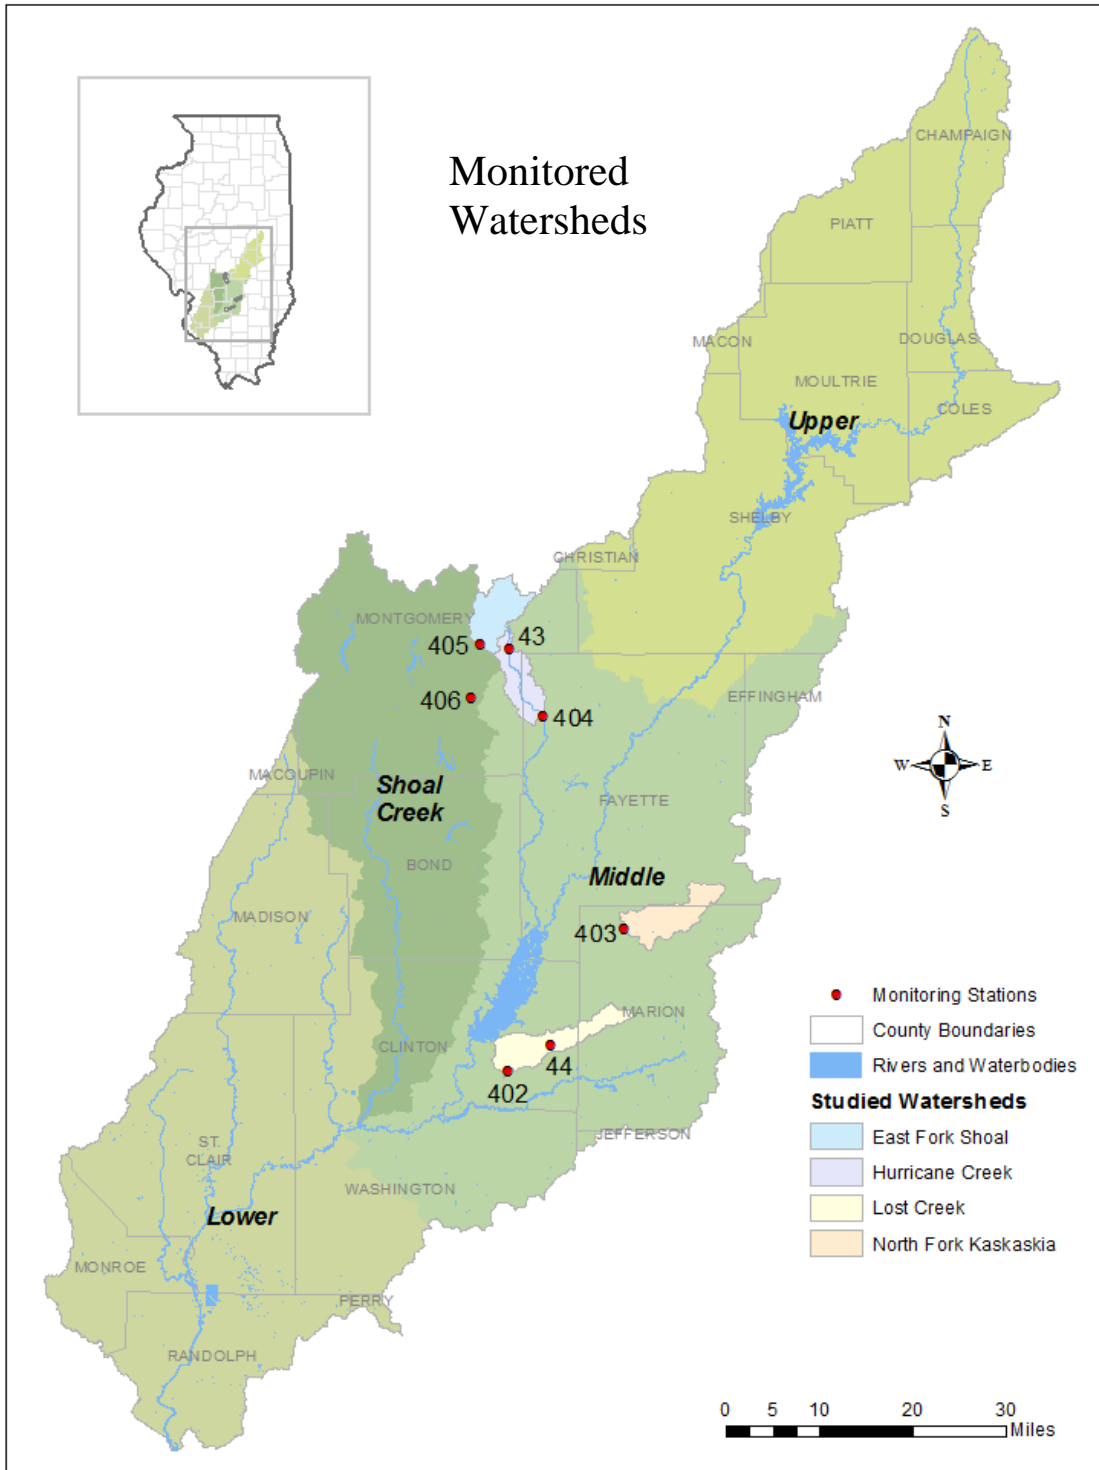 Monitored
Watersheds
CHAMPAIGN
PIATT
MACON
DOUGLAS
MOULTRIE
COLES
Upper
SHELBY
CHRISTIAN
MONTGOMERY
405
43
406
404
EFFINGHAM
N
W
E
S
MACOUPIN
Shoal
Creek
FAYETTE
BOND
Middle
MADISON
403
MARION
CLINTON
44
402
JEFFERSON
ST.
CLAIR
WASHINGTON
Lower
MONROE
PERRY
RANDOLPH
Monitoring Stations
County Boundaries
Rivers and Waterbodies
Studied Watersheds
East Fork Shoal
Hurricane Creek
Lost Creek
North Fork Kaskaskia
0 5 10 20 30
Miles